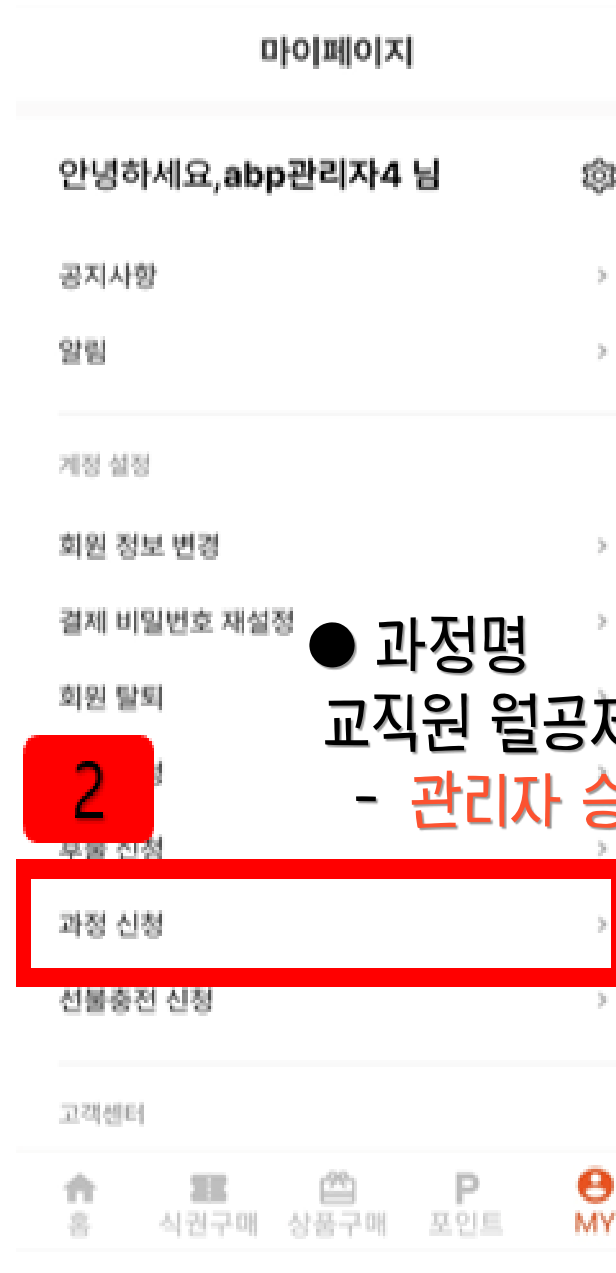 마이페이지
안녕하세요,abp관리자4 님
공지사항
알림
계정 설정
회원 정보 변경
결제 비밀번호 재설정
● 과정명
회원 탈퇴
교직원 월공제
2
- 관리자 승
신청
과정 신청
선불충전 신청
고객센터
홈 식권구매 상품구매 포인트 MY